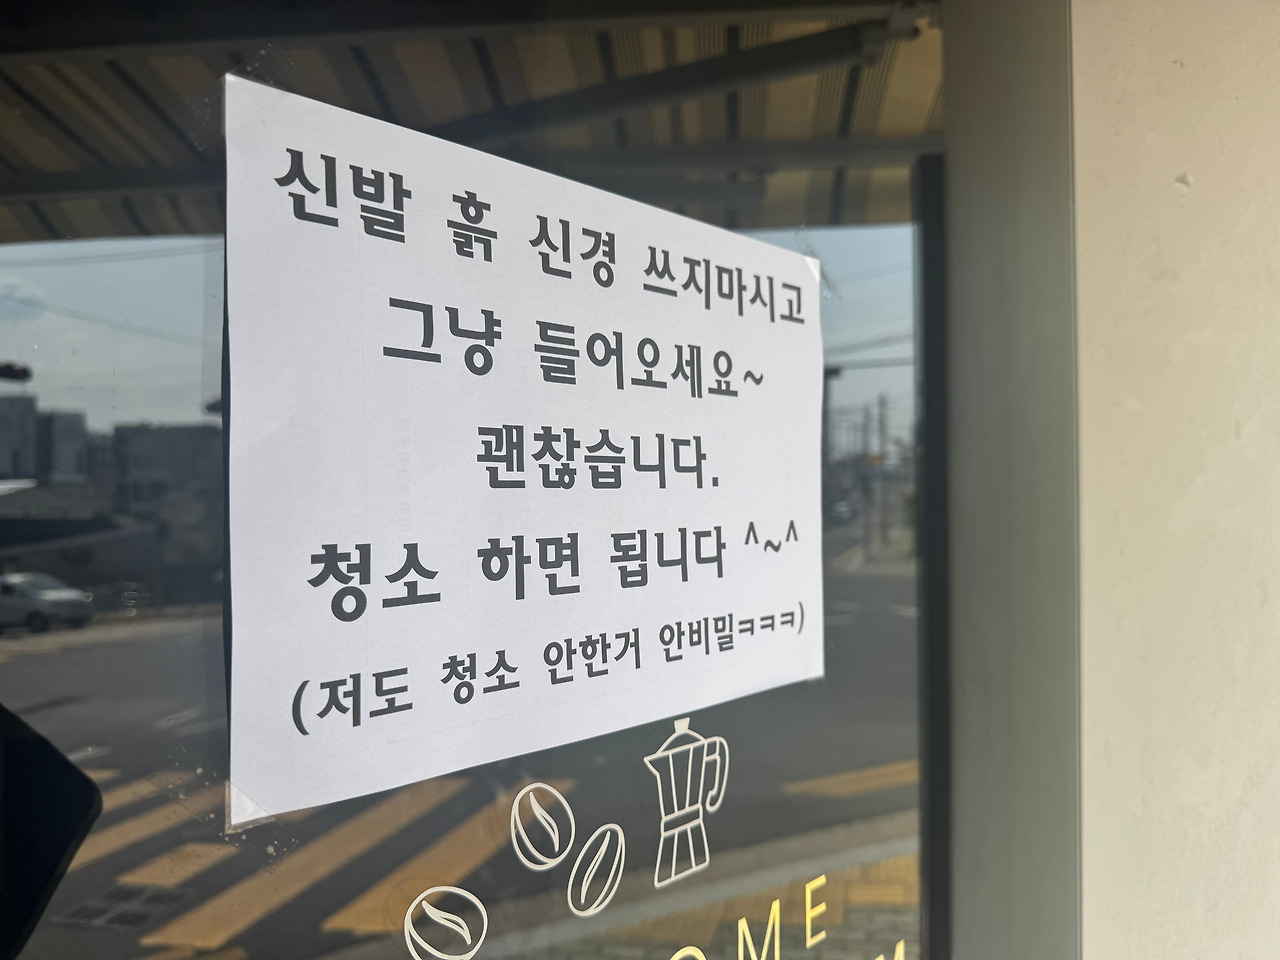 신발 흙 신경 쓰지마시고
그냥 들어오세요~
괜찮습니다.
청소 하면 됩니다 ^~^
(저도 청소 안한거 안비밀ㅋㅋㅋ)
OME